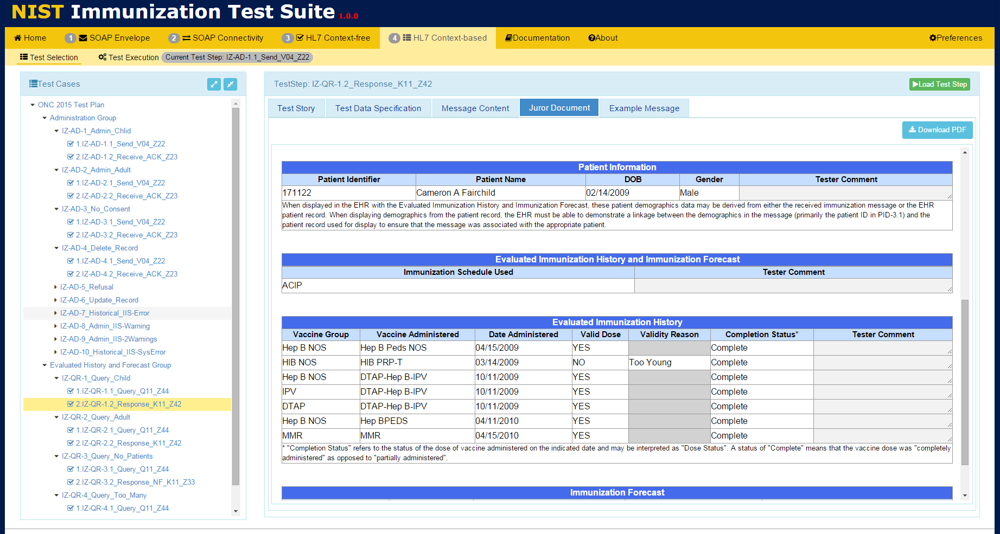 NIST Immunization Test Suite 1.0.0
Home 1 SOAP Envelope 2 SOAP Connectivity 3 HL7 Context-free 4 HL7 Context-based Documentation About Preferences
Test Selection Test Execution Current Test Step: IZ-AD-1.1_Send_V04_Z22
Test Cases
ONC 2015 Test Plan
Administration Group
IZ-AD-1_Admin_Chlid
1.IZ-AD-1.1_Send_V04_Z22
2.IZ-AD-1.2_Receive_ACK_Z23
IZ-AD-2_Admin_Adult
1.IZ-AD-2.1_Send_V04_Z22
2.IZ-AD-2.2_Receive_ACK_Z23
IZ-AD-3_No_Consent
1.IZ-AD-3.1_Send_V04_Z22
2.IZ-AD-3.2_Receive_ACK_Z23
IZ-AD-4_Delete_Record
1.IZ-AD-4.1_Send_V04_Z22
2.IZ-AD-4.2_Receive_ACK_Z23
IZ-AD-5_Refusal
IZ-AD-6_Update_Record
IZ-AD-7_Historical_IIS-Error
IZ-AD-8_Admin_IIS-Warning
IZ-AD-9_Admin_IIS-2Warnings
IZ-AD-10_Historical_IIS-SysError
Evaluated History and Forecast Group
IZ-QR-1_Query_Child
1.IZ-QR-1.1_Query_Q11_Z44
2.IZ-QR-1.2_Response_K11_Z42
IZ-QR-2_Query_Adult
1.IZ-QR-2.1_Query_Q11_Z44
2.IZ-QR-2.2_Response_K11_Z42
IZ-QR-3_Query_No_Patients
1.IZ-QR-3.1_Query_Q11_Z44
2.IZ-QR-3.2_Response_NF_K11_Z33
IZ-QR-4_Query_Too_Many
1.IZ-QR-4.1_Query_Q11_Z44
TestStep: IZ-QR-1.2_Response_K11_Z42 Load Test Step
Test Story Test Data Specification Message Content Juror Document Example Message
Download PDF
Patient Information
Patient Identifier Patient Name DOB Gender Tester Comment
171122 Cameron A Fairchild 02/14/2009 Male
When displayed in the EHR with the Evaluated Immunization History and Immunization Forecast, these patient demographics data may be derived from either the received immunization message or the EHR
patient record. When displaying demographics from the patient record, the EHR must be able to demonstrate a linkage between the demographics in the message (primarily the patient ID in PID-3.1) and the
patient record used for display to ensure that the message was associated with the appropriate patient.
Evaluated Immunization History and Immunization Forecast
Immunization Schedule Used Tester Comment
ACIP
Evaluated Immunization History
Vaccine Group Vaccine Administered Date Administered Valid Dose Validity Reason Completion Status* Tester Comment
Hep B NOS Hep B Peds NOS 04/15/2009 YES Complete
HIB NOS HIB PRP-T 03/14/2009 NO Too Young Complete
Hep B NOS DTAP-Hep B-IPV 10/11/2009 YES Complete
IPV DTAP-Hep B-IPV 10/11/2009 YES Complete
DTAP DTAP-Hep B-IPV 10/11/2009 YES Complete
Hep B NOS Hep BPEDS 04/11/2010 YES Complete
MMR MMR 04/15/2010 YES Complete
* "Completion Status" refers to the status of the dose of vaccine administered on the indicated date and may be interpreted as "Dose Status". A status of "Complete" means that the vaccine dose was "completely
administered" as opposed to "partially administered".
Immunization Forecast